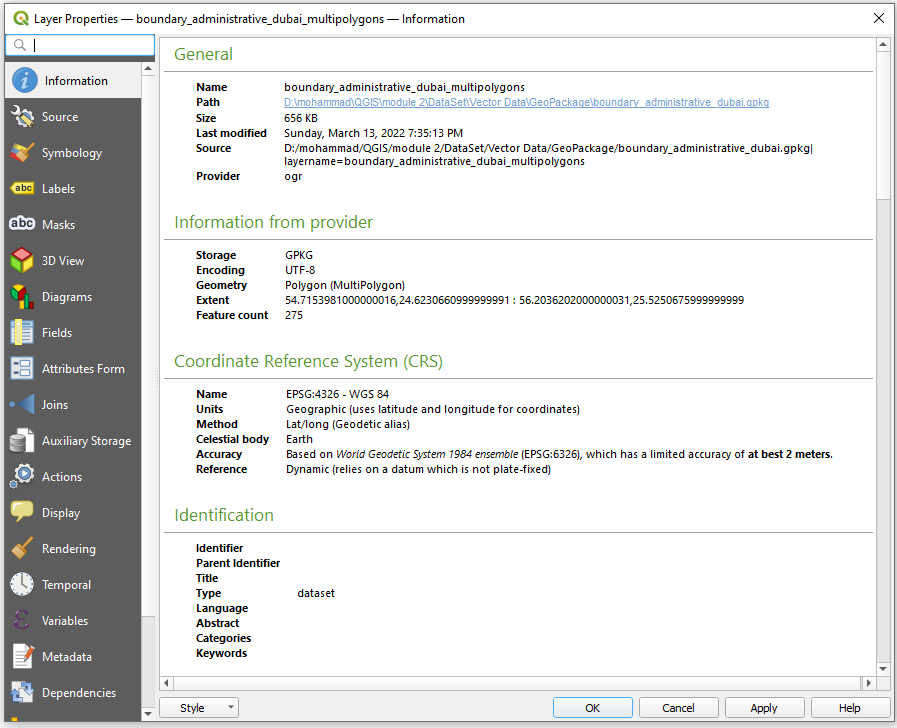 Layer Properties — boundary_administrative_dubai_multipolygons — Information
Information
Source
Symbology
abc Labels
abc Masks
3D View
Diagrams
Fields
Attributes Form
Joins
Auxiliary Storage
Actions
Display
Rendering
Temporal
Variables
Metadata
Dependencies
General
Name boundary_administrative_dubai_multipolygons
Path D:\mohammad\QGIS\module 2\DataSet\Vector Data\GeoPackage\boundary_administrative_dubai.gpkg
Size 656 KB
Last modified Sunday, March 13, 2022 7:35:13 PM
Source D:/mohammad/QGIS/module 2/DataSet/Vector Data/GeoPackage/boundary_administrative_dubai.gpkg|
layername=boundary_administrative_dubai_multipolygons
Provider ogr
Information from provider
Storage GPKG
Encoding UTF-8
Geometry Polygon (MultiPolygon)
Extent 54.7153981000000016,24.6230660999999991 : 56.2036202000000031,25.5250675999999999
Feature count 275
Coordinate Reference System (CRS)
Name EPSG:4326 - WGS 84
Units Geographic (uses latitude and longitude for coordinates)
Method Lat/long (Geodetic alias)
Celestial body Earth
Accuracy Based on World Geodetic System 1984 ensemble (EPSG:6326), which has a limited accuracy of at best 2 meters.
Reference Dynamic (relies on a datum which is not plate-fixed)
Identification
Identifier
Parent Identifier
Title
Type dataset
Language
Abstract
Categories
Keywords
Style
OK
Cancel
Apply
Help